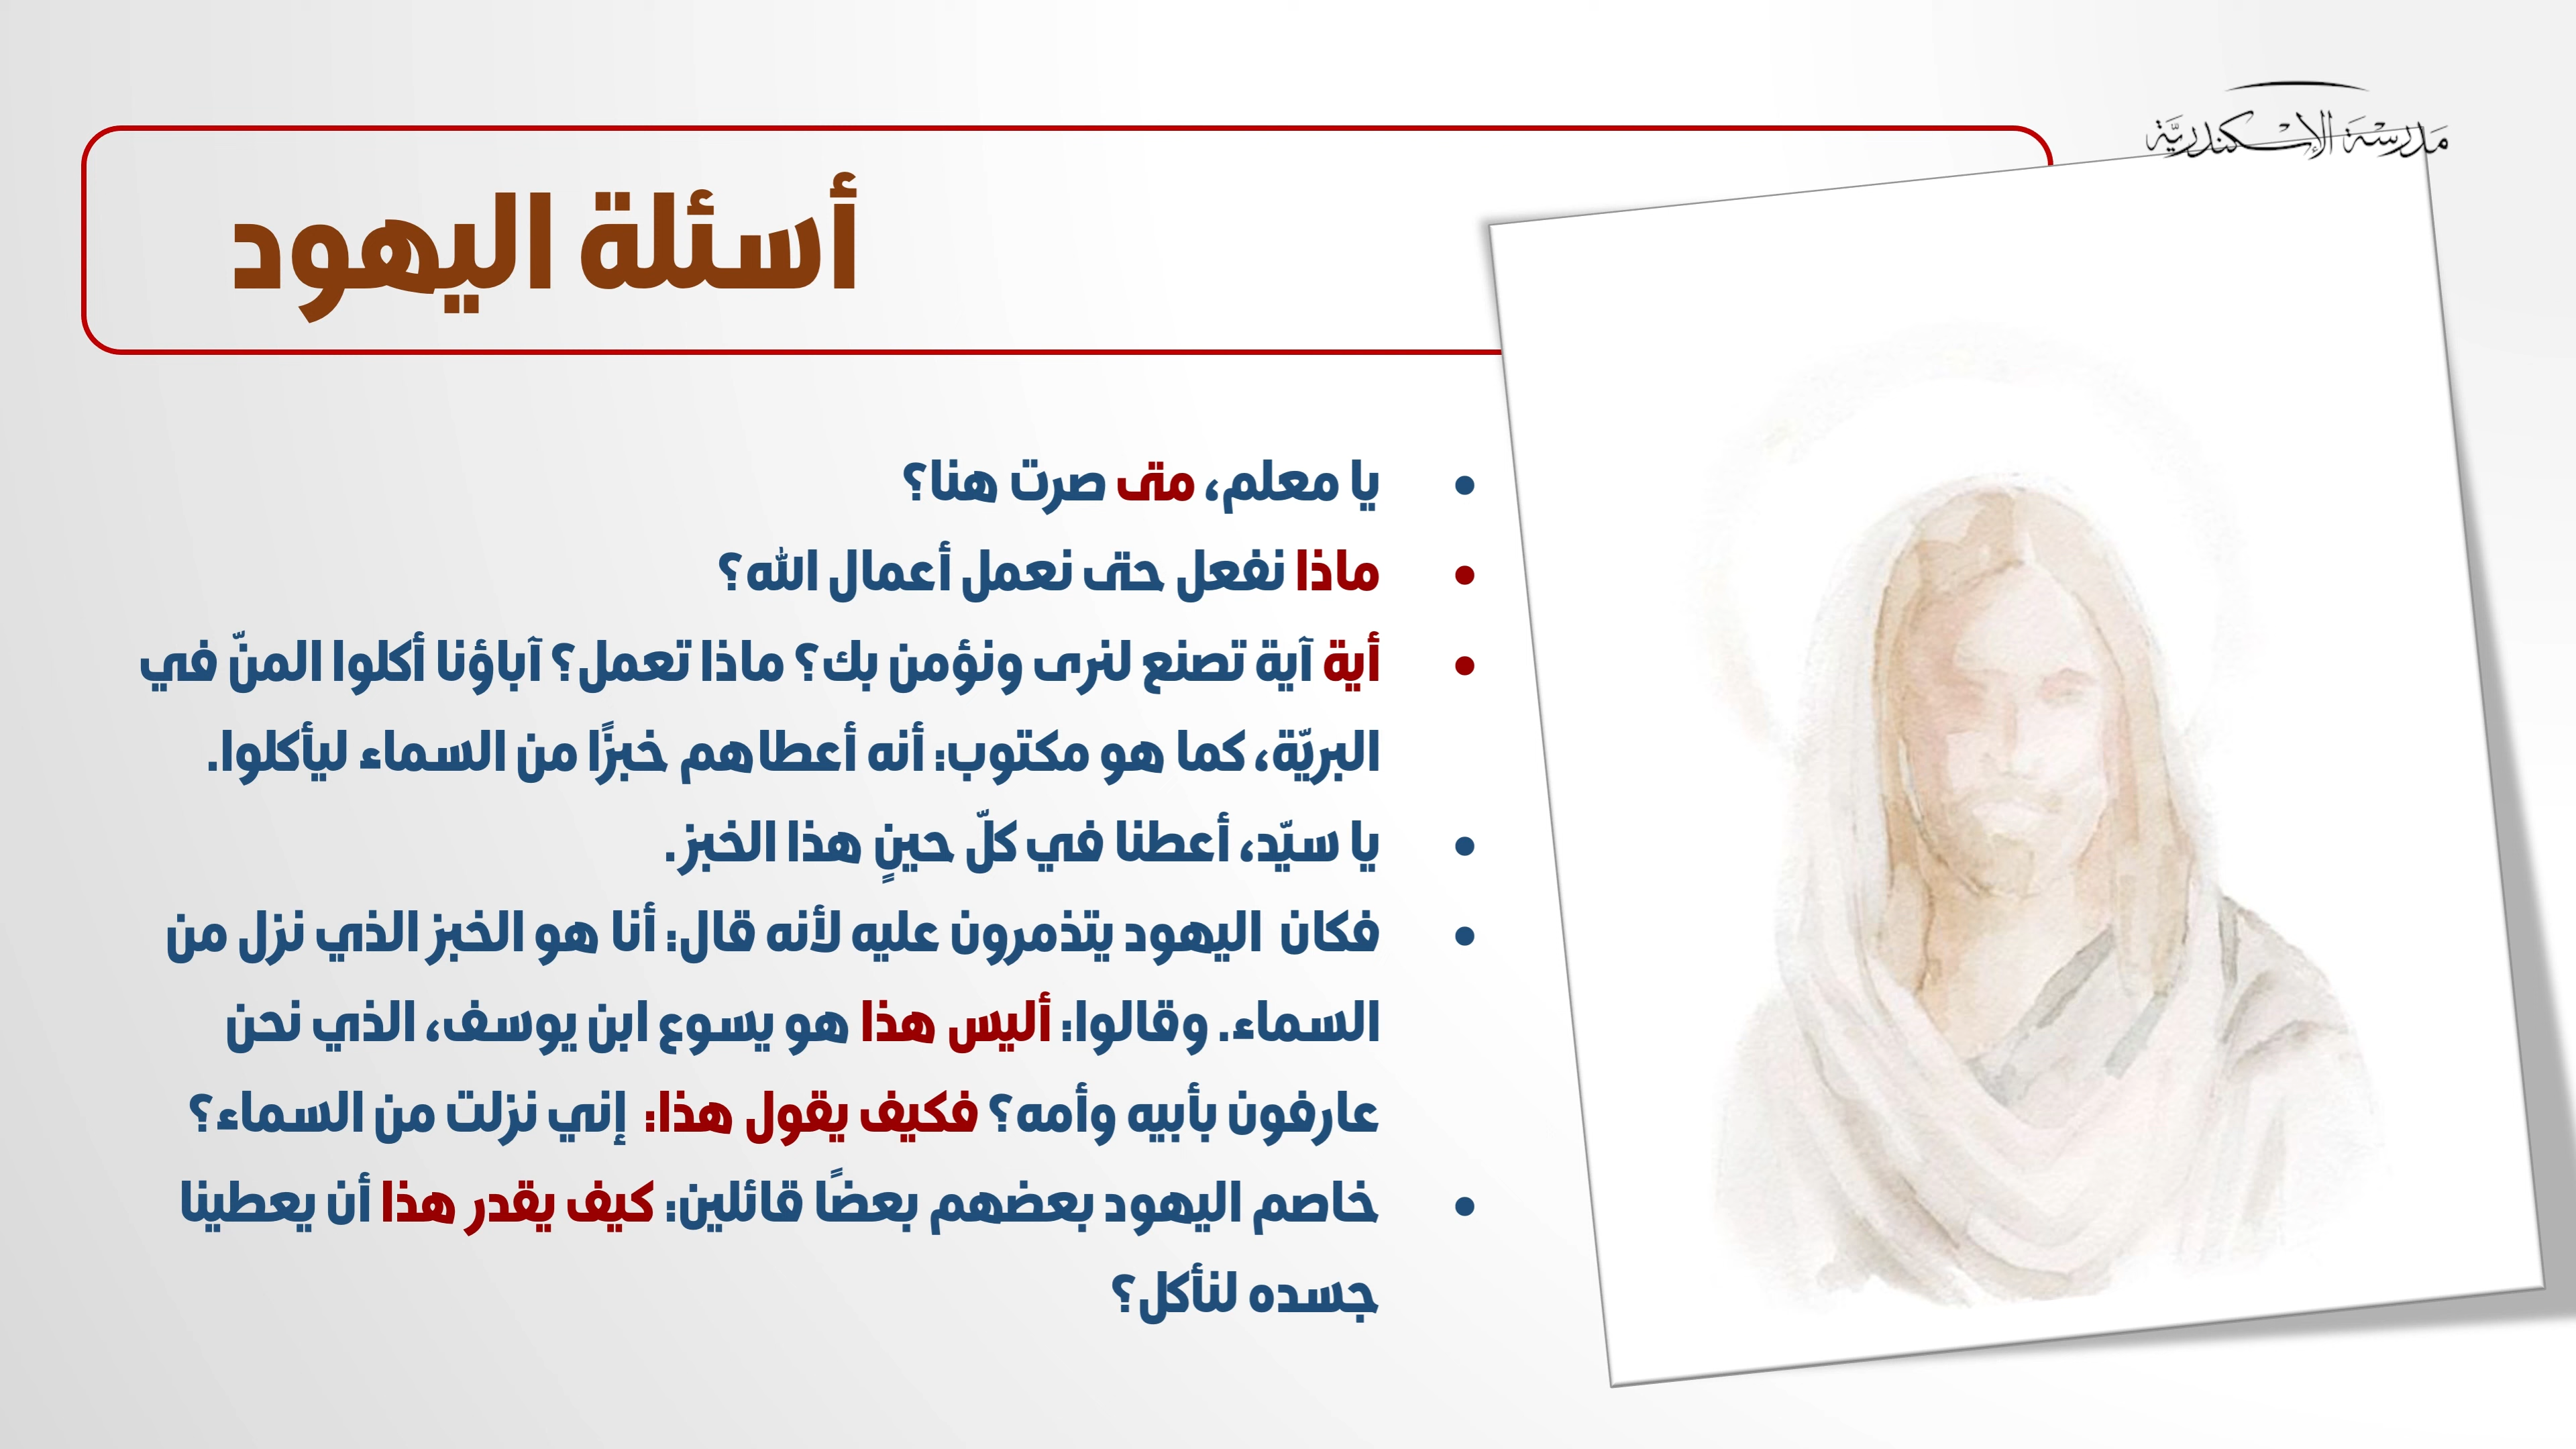 مَدرسَة الإسكندريَّة
أسئلة اليهود
• يا معلم، متى صرت هنا؟
• ماذا نفعل حتى نعمل أعمال الله؟
• أية آية تصنع لنرى ونؤمن بك؟ ماذا تعمل؟ آباؤنا أكلوا المنّ في
البريّة، كما هو مكتوب: أنه أعطاهم خبزًا من السماء ليأكلوا.
• يا سيّد، أعطنا في كلّ حينٍ هذا الخبز.
• فكان اليهود يتذمرون عليه لأنه قال: أنا هو الخبز الذي نزل من
السماء. وقالوا: أليس هذا هو يسوع ابن يوسف، الذي نحن
عارفون بأبيه وأمه؟ فكيف يقول هذا: إني نزلت من السماء؟
• خاصم اليهود بعضهم بعضًا قائلين: كيف يقدر هذا أن يعطينا
جسده لنأكل؟